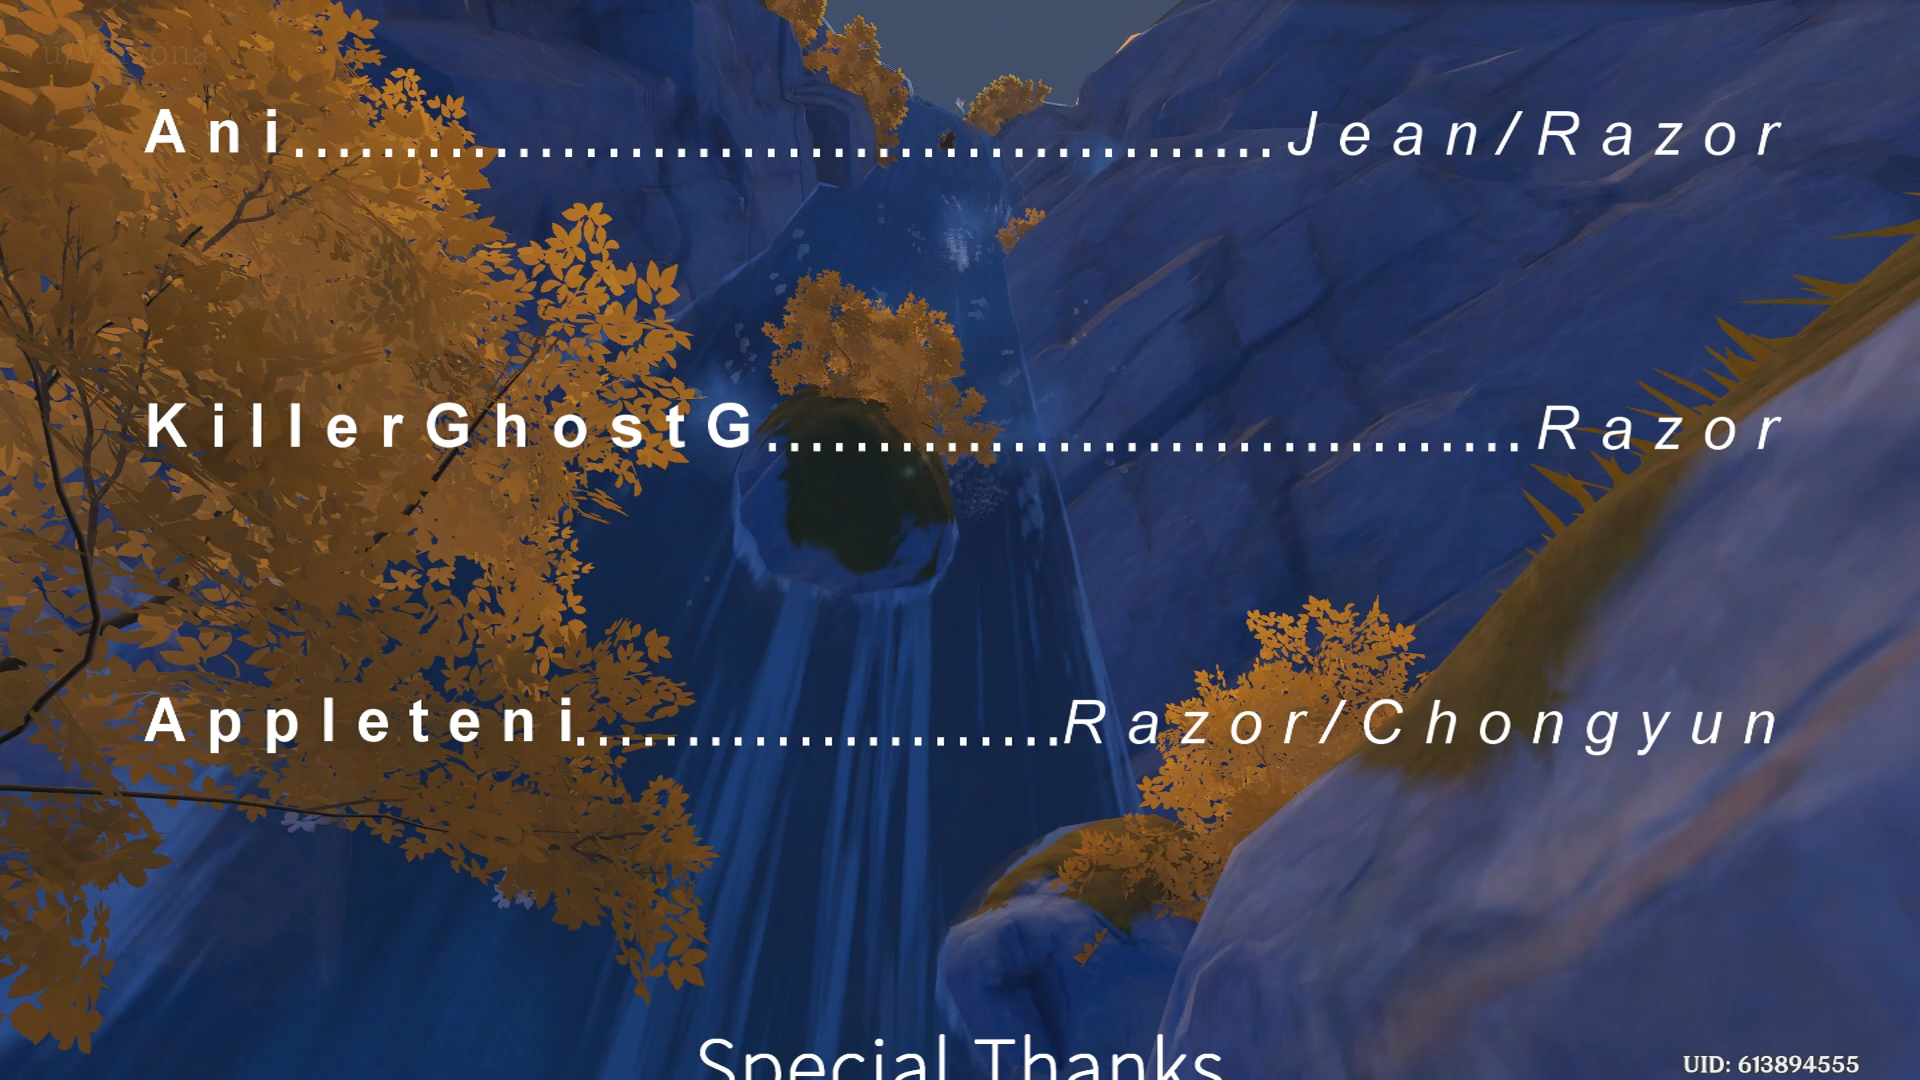 Ani.............................................Jean/Razor
KillerGhostG...................................Razor
Appleteni......................Razor/Chongyun
Special Thanks
UID: 613894555